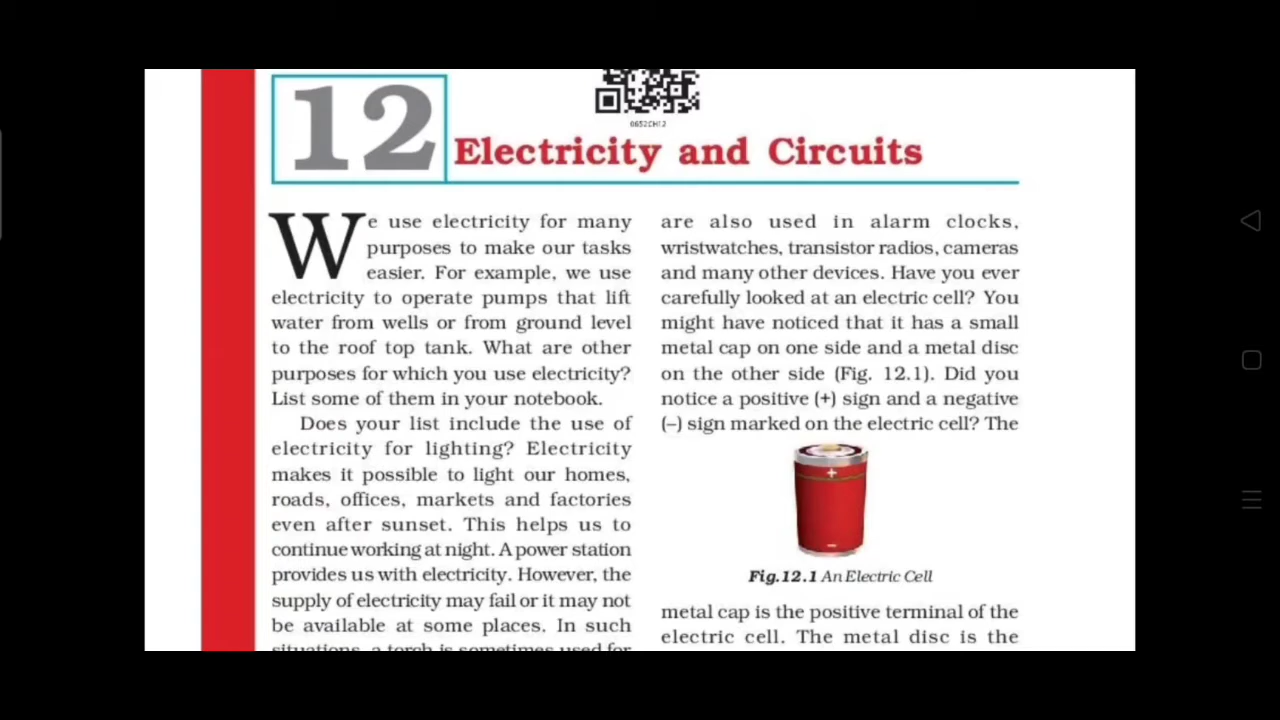 12
0652CH12
Electricity and Circuits
We use electricity for many
purposes to make our tasks
easier. For example, we use
electricity to operate pumps that lift
water from wells or from ground level
to the roof top tank. What are other
purposes for which you use electricity?
List some of them in your notebook.
Does your list include the use of
electricity for lighting? Electricity
makes it possible to light our homes,
roads, offices, markets and factories
even after sunset. This helps us to
continue working at night. A power station
provides us with electricity. However, the
supply of electricity may fail or it may not
be available at some places. In such
situations, a torch is sometimes used for
are also used in alarm clocks,
wristwatches, transistor radios, cameras
and many other devices. Have you ever
carefully looked at an electric cell? You
might have noticed that it has a small
metal cap on one side and a metal disc
on the other side (Fig. 12.1). Did you
notice a positive (+) sign and a negative
(–) sign marked on the electric cell? The
+
–
Fig.12.1 An Electric Cell
metal cap is the positive terminal of the
electric cell. The metal disc is the